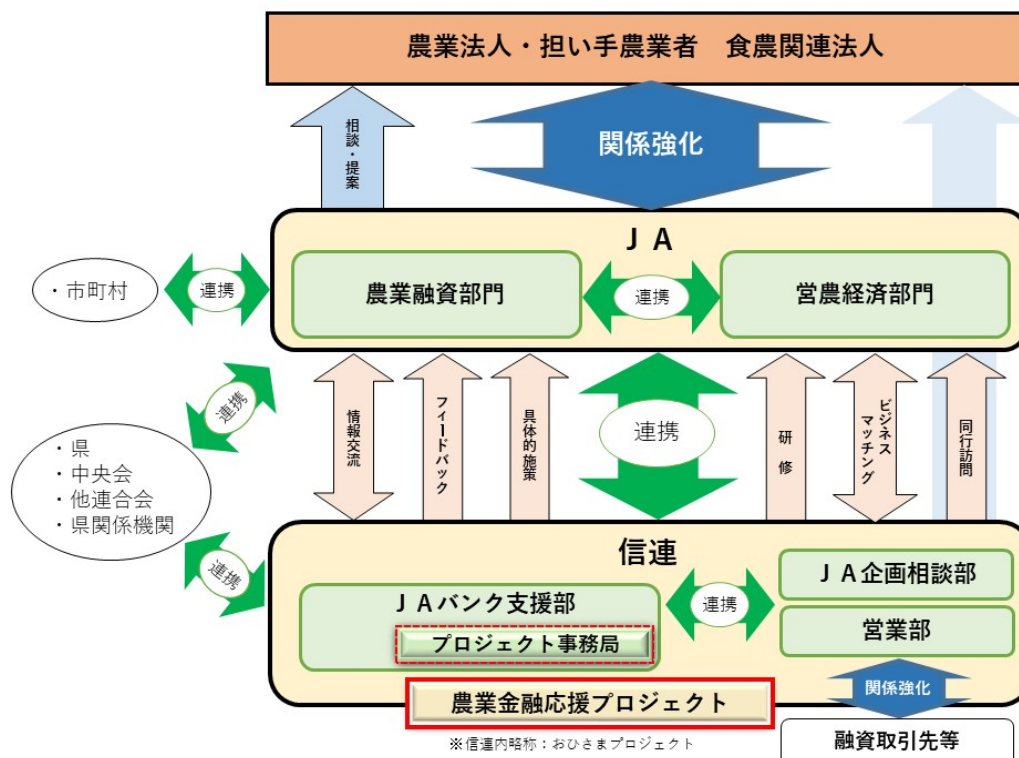 農業法人・担い手農業者　食農関連法人
相談・提案
関係強化
ＪＡ
農業融資部門
連携
営農経済部門
・市町村
連携
連携
・県
・中央会
・他連合会
・県関係機関
連携
情報交流
フィードバック
具体的施策
連携
研　修
ビジネス
マッチング
同行訪問
信連
ＪＡバンク支援部
プロジェクト事務局
連携
ＪＡ企画相談部
営業部
農業金融応援プロジェクト
※信連内略称：おひさまプロジェクト
関係強化
融資取引先等